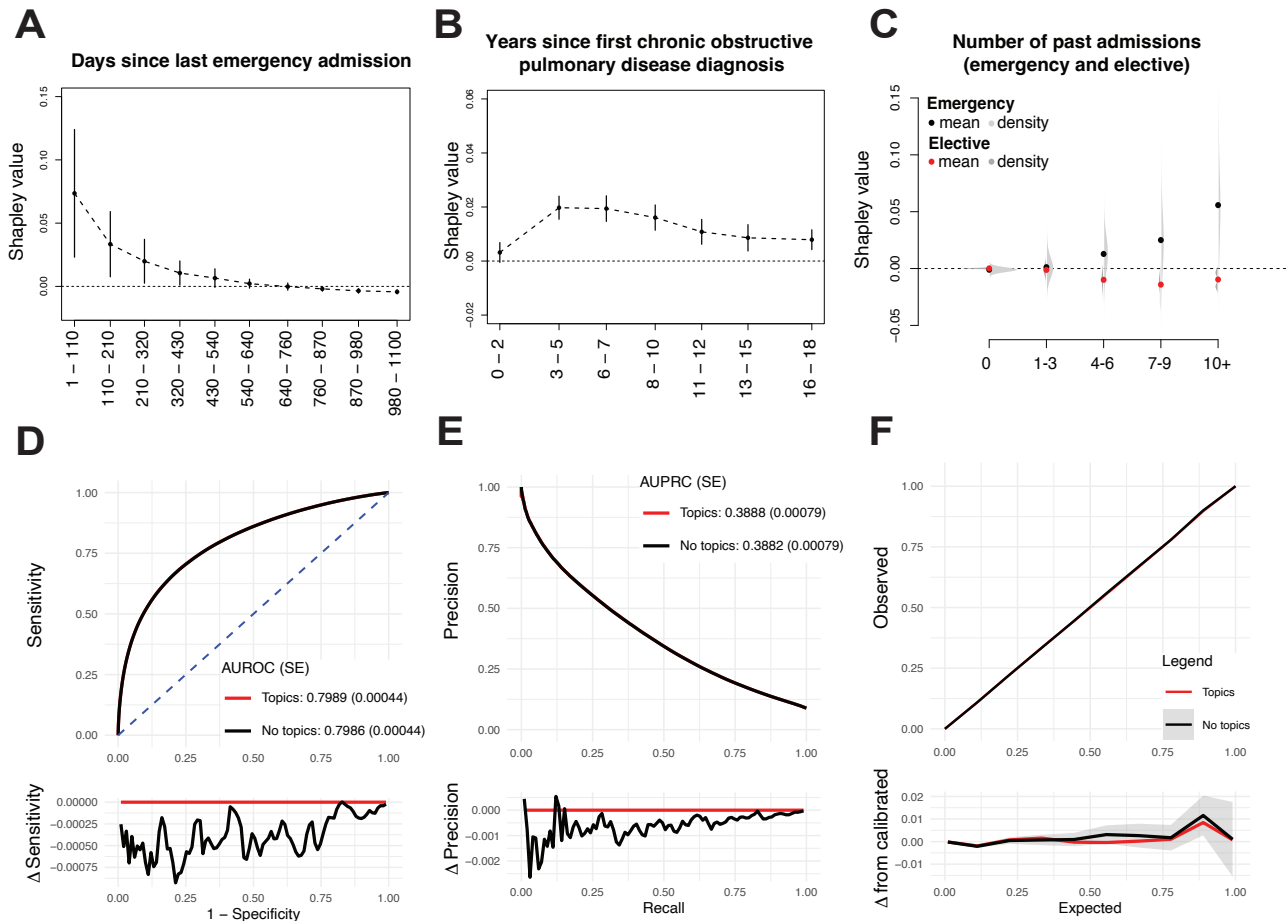 A
Days since last emergency admission
Shapley value
0.15
0.10
0.05
0.00
1 – 110
110 – 210
210 – 320
320 – 430
430 – 540
540 – 640
640 – 760
760 – 870
870 – 980
980 – 1100
B
Years since first chronic obstructive
pulmonary disease diagnosis
Shapley value
0.06
0.04
0.02
0.00
−0.02
0 – 2
3 – 5
6 – 7
8 – 10
11 – 12
13 – 15
16 – 18
C
Number of past admissions
(emergency and elective)
Emergency
mean density
Elective
mean density
Shapley value
0.15
0.10
0.05
0.00
−0.05
0
1-3
4-6
7-9
10+
D
Sensitivity
1.00
0.75
0.50
0.25
0.00
AUROC (SE)
Topics: 0.7989 (0.00044)
No topics: 0.7986 (0.00044)
0.00 0.25 0.50 0.75 1.00
Δ Sensitivity
0.00000
−0.00025
−0.00050
−0.00075
0.00 0.25 0.50 0.75 1.00
1 − Specificity
E
Precision
1.00
0.75
0.50
0.25
0.00
AUPRC (SE)
Topics: 0.3888 (0.00079)
No topics: 0.3882 (0.00079)
0.00 0.25 0.50 0.75 1.00
Δ Precision
0.000
−0.001
−0.002
0.00 0.25 0.50 0.75 1.00
Recall
F
Observed
1.00
0.75
0.50
0.25
0.00
Legend
Topics
No topics
0.00 0.25 0.50 0.75 1.00
Δ from calibrated
0.02
0.01
0.00
−0.01
0.00 0.25 0.50 0.75 1.00
Expected